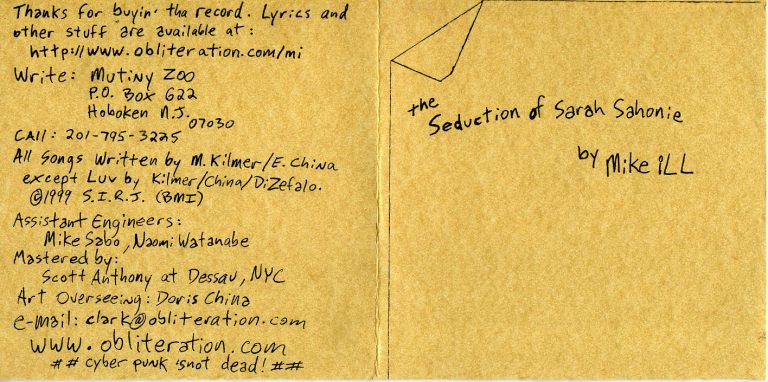 Thanks for buyin' tha record. Lyrics and
other stuff are available at:
http://www.obliteration.com/mi
Write: Mutiny Zoo
P.O. Box 622
Hoboken N.J.
07030
CALL: 201-795-3225
All Songs Written by M. Kilmer/E. China
except Luv by Kilmer/China/DiZefalo.
©1999 S.I.R.J. (BMI)
Assistant Engineers:
Mike Sabo, Naomi Watanabe
Mastered by:
Scott Anthony at Dessau, NYC
Art Overseeing: Doris China
e-mail: clark@obliteration.com
www.obliteration.com
## cyber punk 'snot dead! ##
the
Seduction of Sarah Sahonie
by Mike iLL